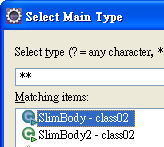 Select Main Type
Select type (? = any character, *
**
Matching items:
SlimBody - class02
SlimBody2 - class02